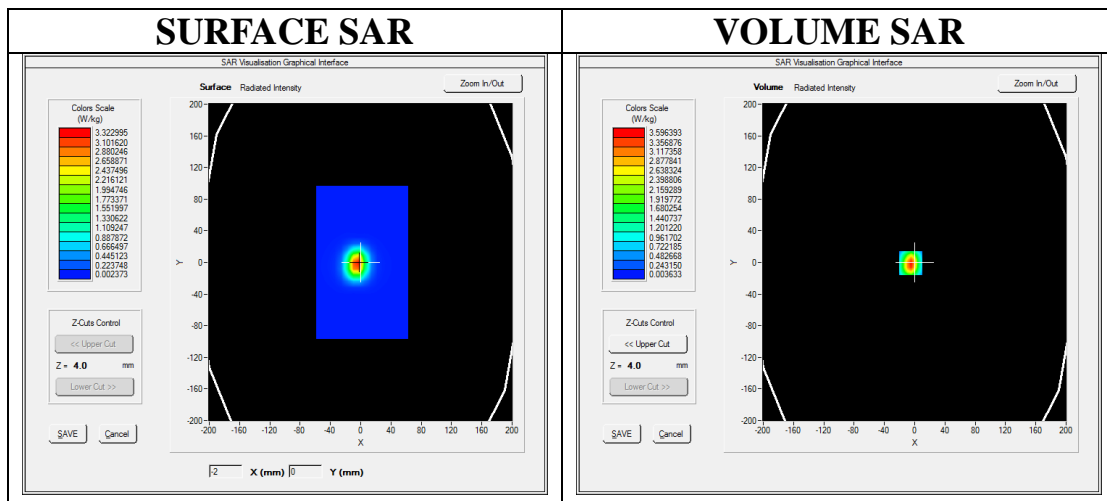 SURFACE SAR
VOLUME SAR
SAR Visualisation Graphical Interface
Surface Radiated Intensity
Zoom In/Out
Colors Scale
(W/kg)
3.322995
3.101620
2.880246
2.658871
2.437496
2.216121
1.994746
1.773371
1.551997
1.330622
1.109247
0.887872
0.666497
0.445123
0.223748
0.002373
Z-Cuts Control
<< Upper Cut
Z = 4.0 mm
Lower Cut >>
SAVE Cancel
200
160
120
80
40
0
-40
-80
-120
-160
-200
Y
-200 -160 -120 -80 -40 0 40 80 120 160 200
X
-2 X (mm) 0 Y (mm)
SAR Visualisation Graphical Interface
Volume Radiated Intensity
Zoom In/Out
Colors Scale
(W/kg)
3.596393
3.356876
3.117358
2.877841
2.638324
2.398806
2.159289
1.919772
1.680254
1.440737
1.201220
0.961702
0.722185
0.482668
0.243150
0.003633
Z-Cuts Control
<< Upper Cut
Z = 4.0 mm
Lower Cut >>
SAVE Cancel
200
160
120
80
40
0
-40
-80
-120
-160
-200
Y
-200 -160 -120 -80 -40 0 40 80 120 160 200
X